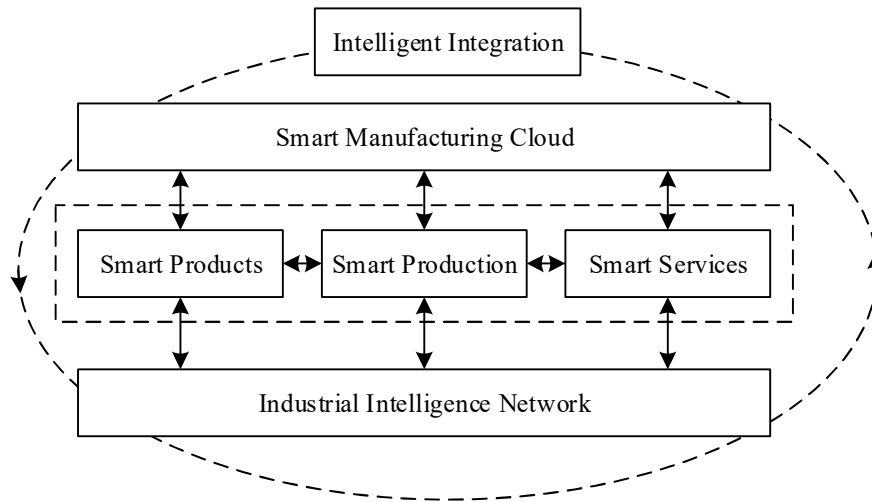 Intelligent Integration
Smart Manufacturing Cloud
Smart Products
Smart Production
Smart Services
Industrial Intelligence Network